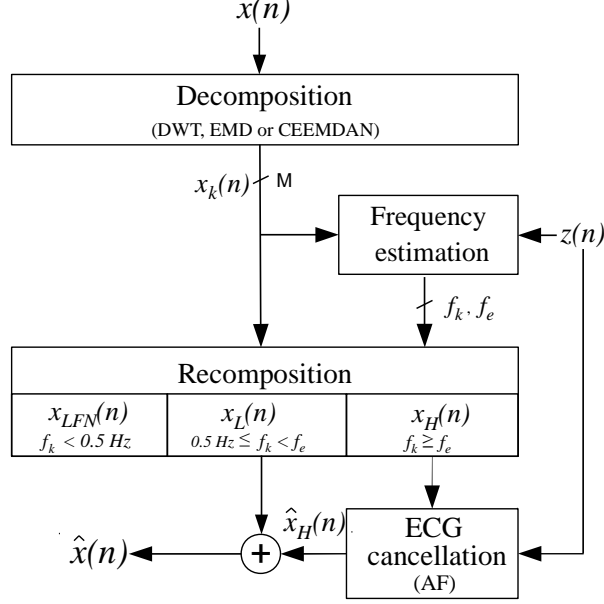 x(n)
Decomposition
(DWT, EMD or CEEMDAN)
x_k(n) M
Frequency
estimation
z(n)
f_k, f_e
Recomposition
x_LFN(n)
f_k < 0.5 Hz
x_L(n)
0.5 Hz ≤ f_k < f_e
x_H(n)
f_k ≥ f_e
x̂_H(n)
ECG
cancellation
(AF)
x̂(n)
+